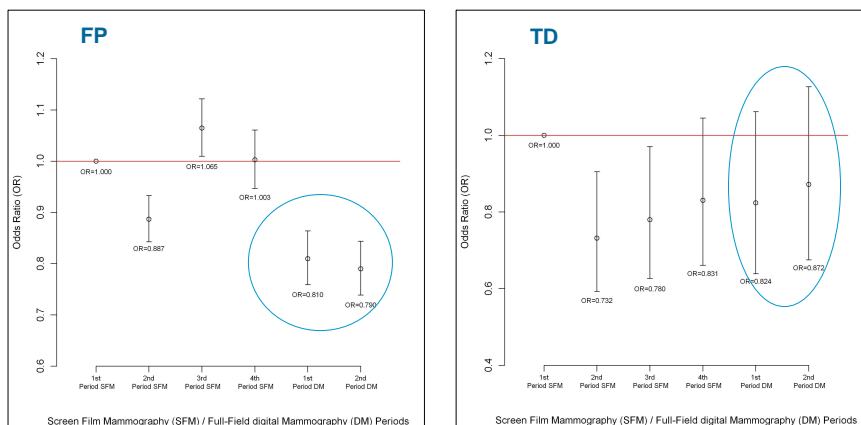 FP
Odds Ratio (OR)
1.2
1.1
1.0
0.9
0.8
0.7
0.6
OR=1.000
OR=0.887
OR=1.065
OR=1.003
OR=0.810
OR=0.790
1st
Period SFM
2nd
Period SFM
3rd
Period SFM
4th
Period SFM
1st
Period DM
2nd
Period DM
Screen Film Mammography (SFM) / Full-Field digital Mammography (DM) Periods
TD
Odds Ratio (OR)
1.2
1.0
0.8
0.6
0.4
OR=1.000
OR=0.732
OR=0.780
OR=0.831
OR=0.824
OR=0.872
1st
Period SFM
2nd
Period SFM
3rd
Period SFM
4th
Period SFM
1st
Period DM
2nd
Period DM
Screen Film Mammography (SFM) / Full-Field digital Mammography (DM) Periods